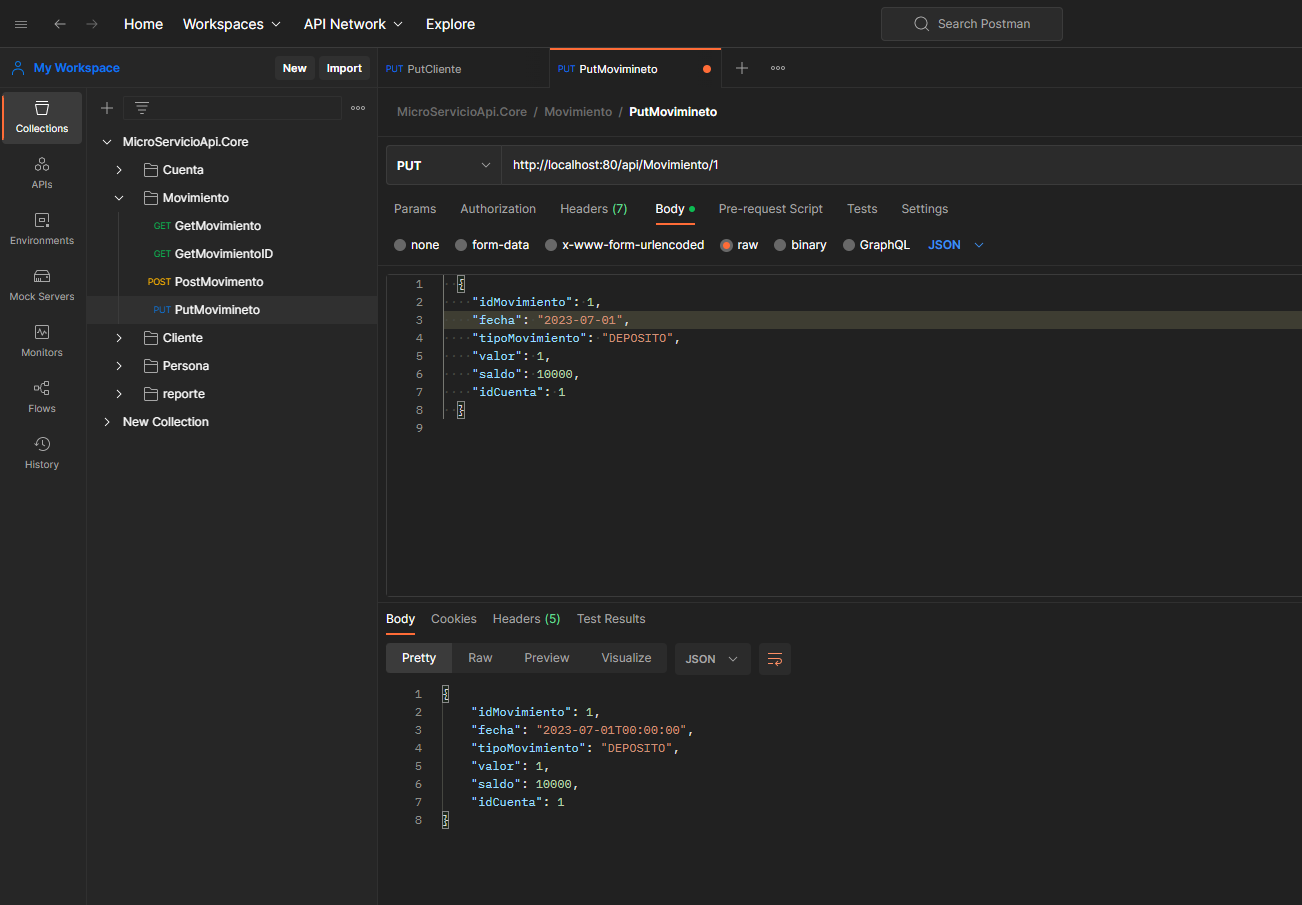 Home Workspaces API Network Explore Search Postman
My Workspace New Import
PUT PutCliente PUT PutMovimineto
Collections
APIs
Environments
Mock Servers
Monitors
Flows
History
MicroServicioApi.Core
Cuenta
Movimiento
GET GetMovimiento
GET GetMovimientoID
POST PostMovimento
PUT PutMovimineto
Cliente
Persona
reporte
New Collection
MicroServicioApi.Core / Movimiento / PutMovimineto
PUT http://localhost:80/api/Movimiento/1
Params Authorization Headers (7) Body Pre-request Script Tests Settings
none form-data x-www-form-urlencoded raw binary GraphQL JSON
1 {
2 "idMovimiento": 1,
3 "fecha": "2023-07-01",
4 "tipoMovimiento": "DEPOSITO",
5 "valor": 1,
6 "saldo": 10000,
7 "idCuenta": 1
8 }
9
Body Cookies Headers (5) Test Results
Pretty Raw Preview Visualize JSON
1 {
2 "idMovimiento": 1,
3 "fecha": "2023-07-01T00:00:00",
4 "tipoMovimiento": "DEPOSITO",
5 "valor": 1,
6 "saldo": 10000,
7 "idCuenta": 1
8 }